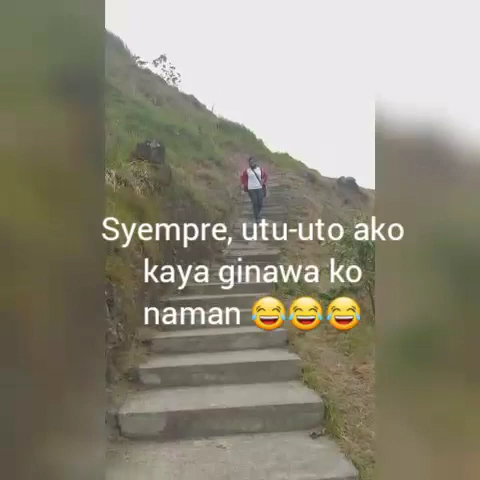 Syempre, utu-uto ako
kaya ginawa ko
naman 😂😂😂